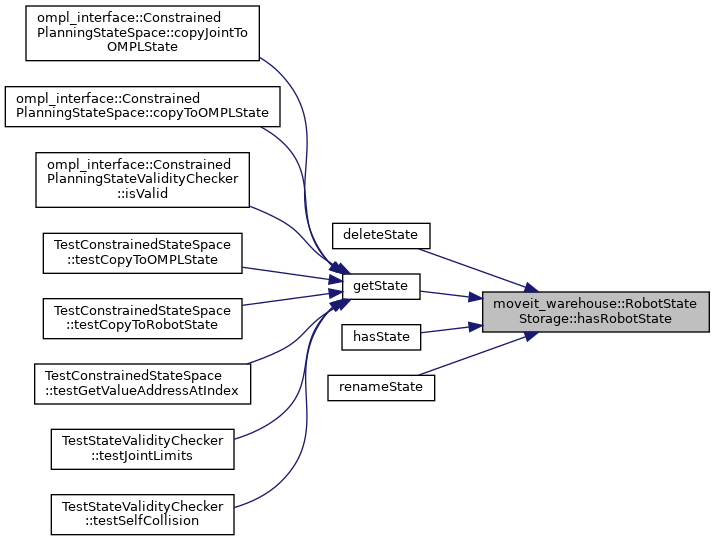 ompl_interface::Constrained
PlanningStateSpace::copyJointTo
OMPLState
ompl_interface::Constrained
PlanningStateSpace::copyToOMPLState
ompl_interface::Constrained
PlanningStateValidityChecker
::isValid
TestConstrainedStateSpace
::testCopyToOMPLState
TestConstrainedStateSpace
::testCopyToRobotState
TestConstrainedStateSpace
::testGetValueAddressAtIndex
TestStateValidityChecker
::testJointLimits
TestStateValidityChecker
::testSelfCollision
deleteState
getState
hasState
renameState
moveit_warehouse::RobotState
Storage::hasRobotState